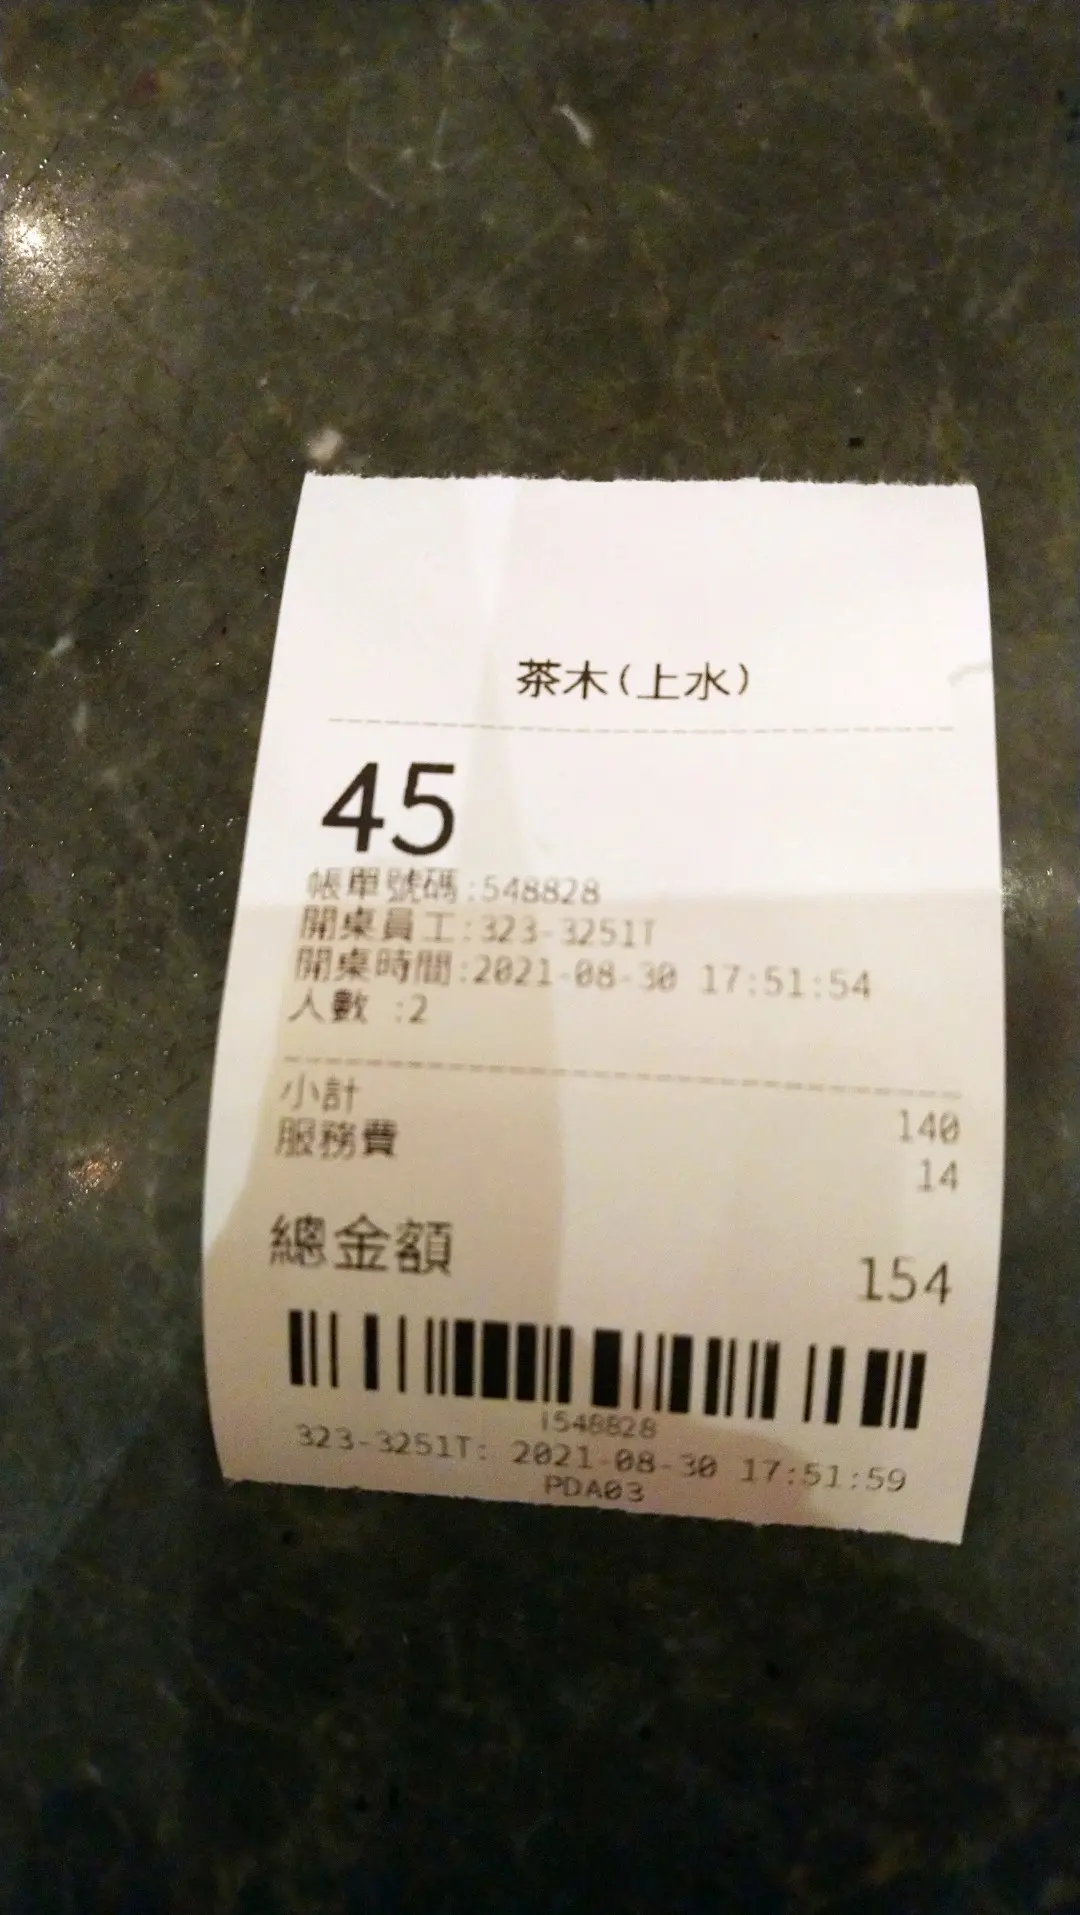 茶木(上水)
45
帳單號碼:548828
開桌員工:323-3251T
開桌時間:2021-08-30 17:51:54
人數 :2
小計 140
服務費 14
總金額 154
i548828
323-3251T: 2021-08-30 17:51:59
PDA03